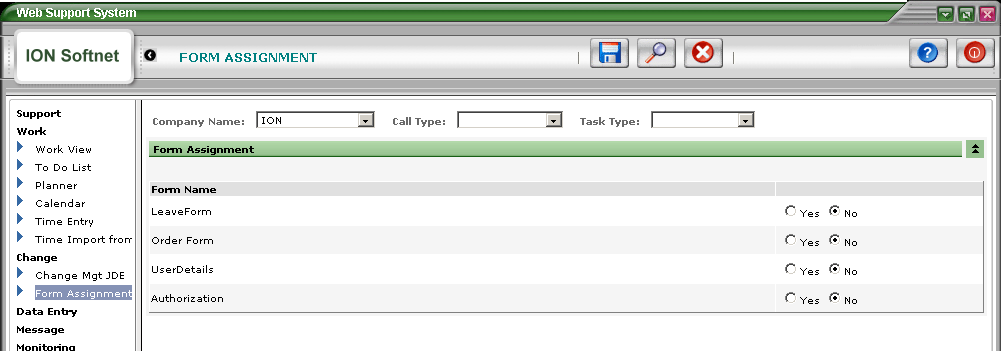 Web Support System
ION Softnet
FORM ASSIGNMENT
Support
Work
Work View
To Do List
Planner
Calendar
Time Entry
Time Import from
Change
Change Mgt JDE
Form Assignment
Data Entry
Message
Monitoring
Company Name: ION Call Type: Task Type:
Form Assignment
Form Name
LeaveForm Yes No
Order Form Yes No
UserDetails Yes No
Authorization Yes No